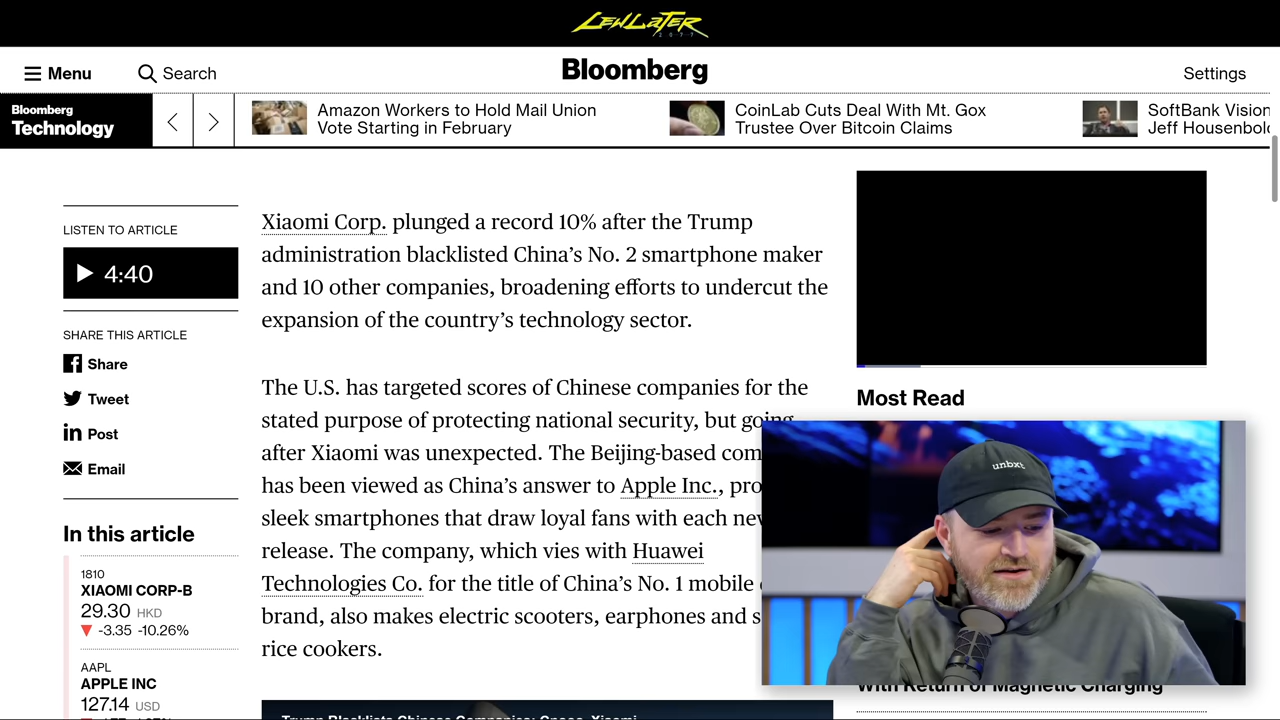 LEWLATER
2077
Menu
Search
Bloomberg
Settings
Bloomberg
Technology
Amazon Workers to Hold Mail Union
Vote Starting in February
CoinLab Cuts Deal With Mt. Gox
Trustee Over Bitcoin Claims
SoftBank Vision
Jeff
LISTEN TO ARTICLE
4:40
SHARE THIS ARTICLE
Share
Tweet
Post
Email
In this article
1810
XIAOMI CORP-B
29.30 HKD
-3.35 -10.26%
AAPL
APPLE INC
127.14 USD
Xiaomi Corp. plunged a record 10% after the Trump
administration blacklisted China’s No. 2 smartphone maker
and 10 other companies, broadening efforts to undercut the
expansion of the country’s technology sector.
The U.S. has targeted scores of Chinese companies for the
stated purpose of protecting national security, but going
after Xiaomi was unexpected. The Beijing-based com
has been viewed as China’s answer to Apple Inc., pro
sleek smartphones that draw loyal fans with each new
release. The company, which vies with Huawei
Technologies Co. for the title of China’s No. 1 mobile
brand, also makes electric scooters, earphones and s
rice cookers.
Trump Blacklists Chinese Companies: Cnooc, Xiaomi
Most Read
unbxt
With Return of Magnetic Charging